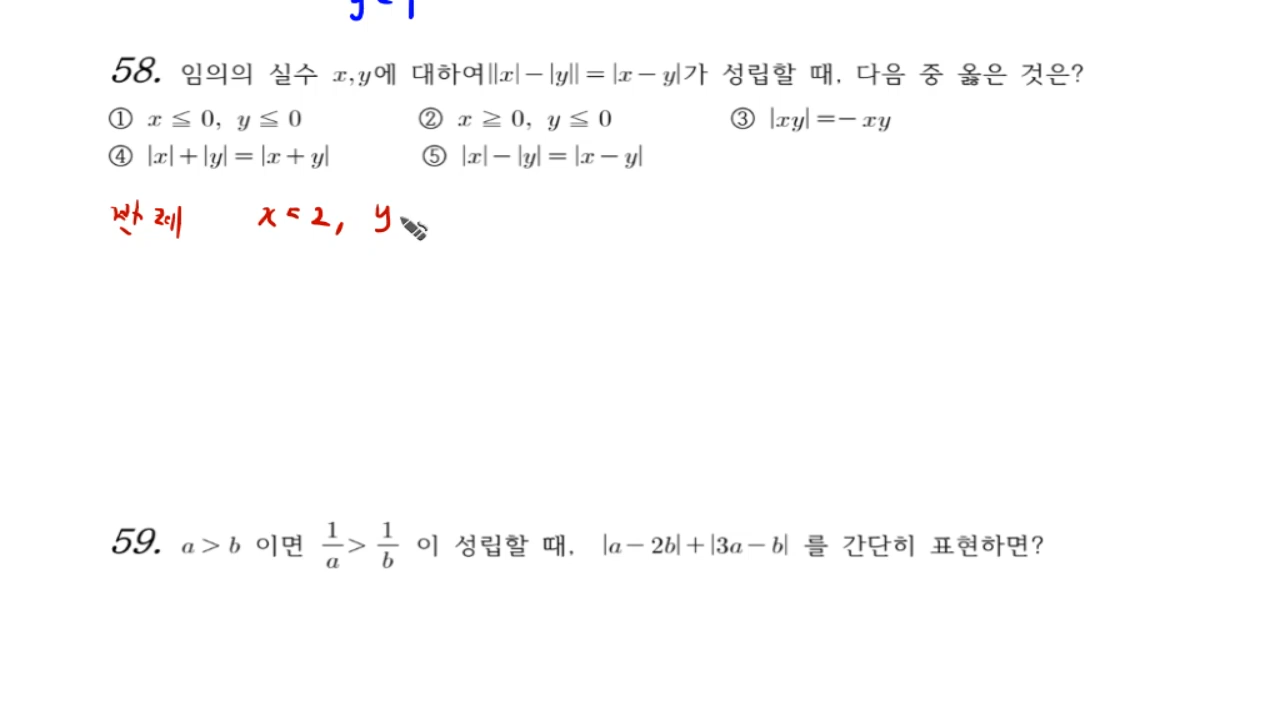 y = 1
58. 임의의 실수 x, y에 대하여 ||x| − |y|| = |x − y|가 성립할 때, 다음 중 옳은 것은?
① x ≦ 0, y ≦ 0 ② x ≧ 0, y ≦ 0 ③ |xy| = − xy
④ |x| + |y| = |x + y| ⑤ |x| − |y| = |x − y|
반례 x = 2, y
59. a > b 이면 1/a > 1/b 이 성립할 때, |a − 2b| + |3a − b| 를 간단히 표현하면?